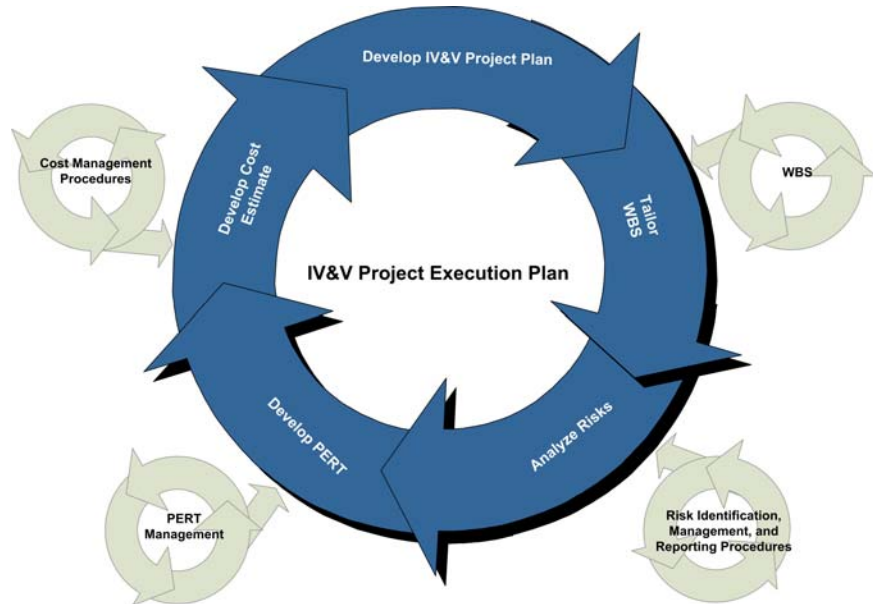 Develop IV&V Project Plan
Cost Management
Procedures
Develop Cost
Estimate
Tailor
WBS
WBS
IV&V Project Execution Plan
Develop PERT
Analyze Risks
PERT
Management
Risk Identification,
Management, and
Reporting Procedures